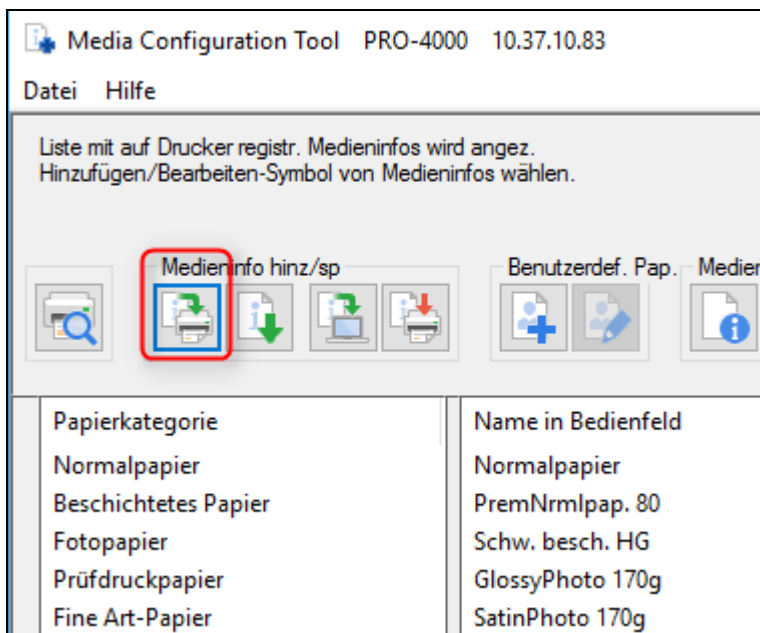 Media Configuration Tool PRO-4000 10.37.10.83
Datei Hilfe
Liste mit auf Drucker registr. Medieninfos wird angez.
Hinzufügen/Bearbeiten-Symbol von Medieninfos wählen.
Medieninfo hinz/sp Benutzerdef. Pap. Medien
Papierkategorie Name in Bedienfeld
Normalpapier Normalpapier
Beschichtetes Papier PremNrmlpap. 80
Fotopapier Schw. besch. HG
Prüfdruckpapier GlossyPhoto 170g
Fine Art-Papier SatinPhoto 170g